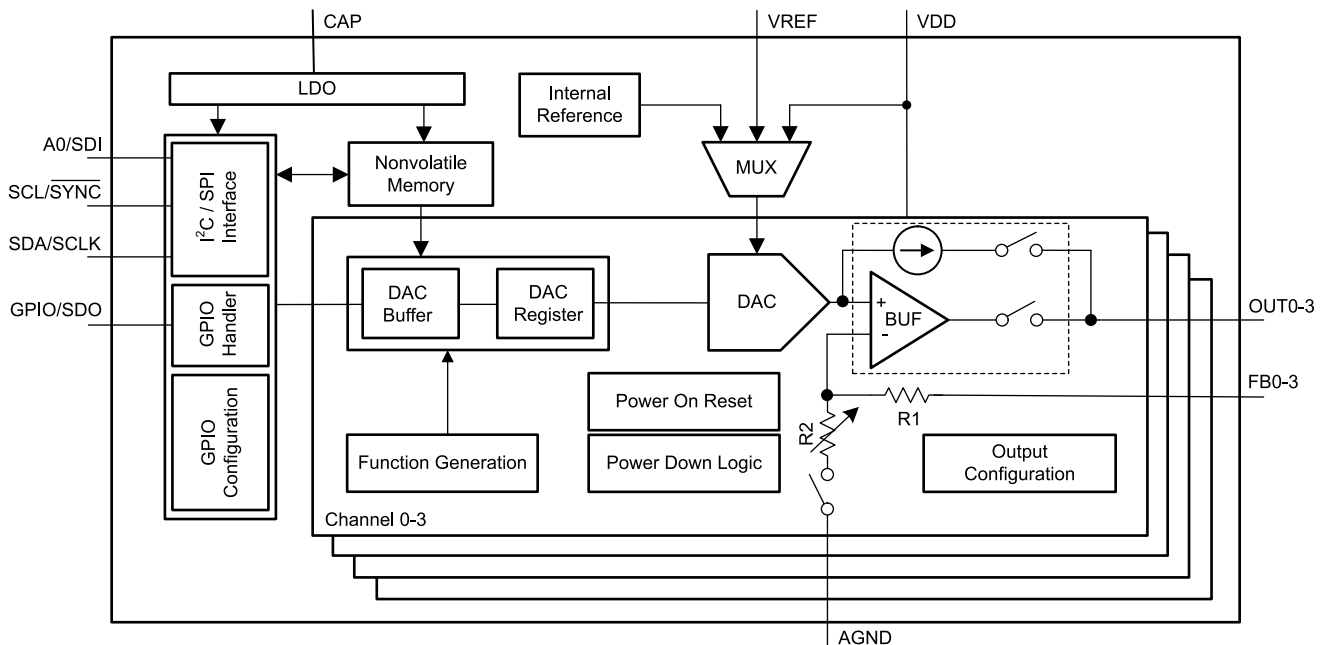 CAP
VREF
VDD
LDO
Internal
Reference
A0/SDI
SCL/SYNC
SDA/SCLK
GPIO/SDO
I²C / SPI
Interface
GPIO
Handler
GPIO
Configuration
Nonvolatile
Memory
MUX
DAC
Buffer
DAC
Register
DAC
+
BUF
-
OUT0-3
FB0-3
R1
R2
Power On Reset
Function Generation
Power Down Logic
Output
Configuration
Channel 0-3
AGND